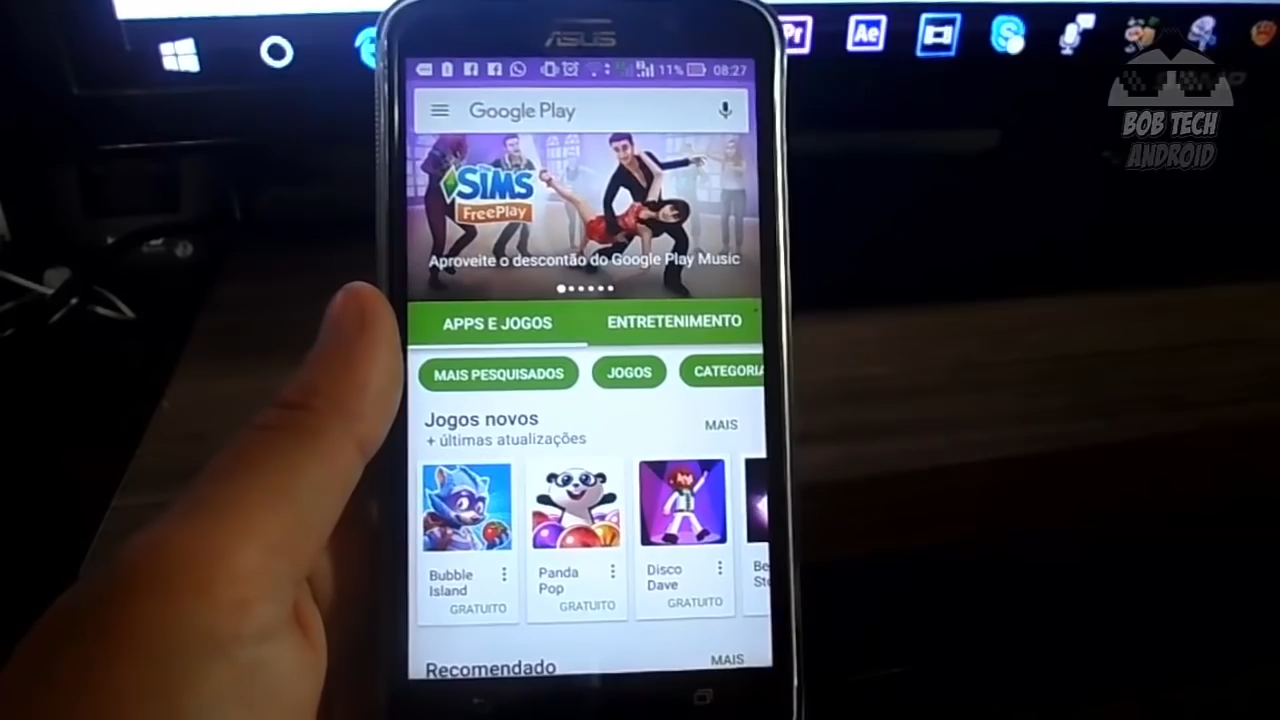 Pr
Ae
ASUS
11% 08:27
Google Play
BOB TECH
ANDROID
SIMS
FreePlay
Aproveite o descontão do Google Play Music
APPS E JOGOS ENTRETENIMENTO
MAIS PESQUISADOS JOGOS CATEGORIA
Jogos novos MAIS
+ últimas atualizações
Bubble
Island
GRATUITO
Panda
Pop
GRATUITO
Disco
Dave
GRATUITO
Be
Sto
Recomendado MAIS